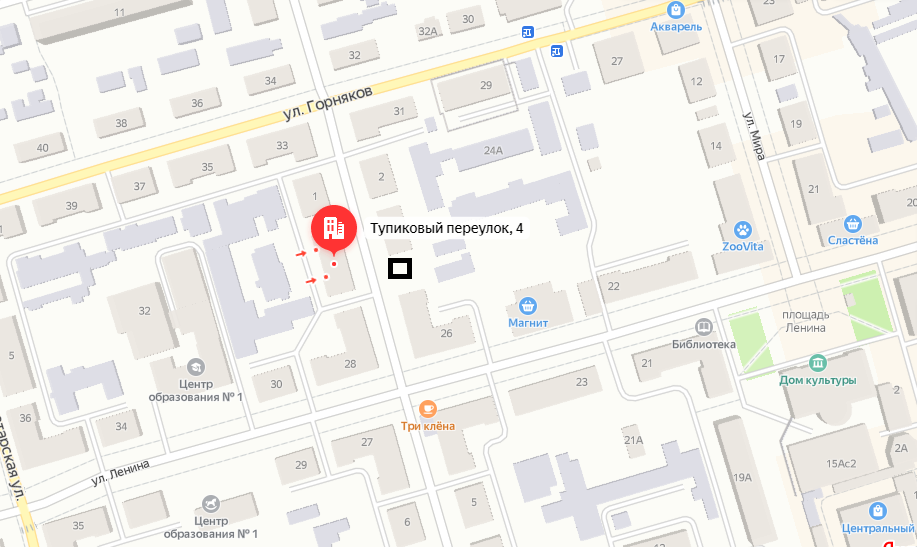 11
30
32А
23
Акварель
32
27
12
17
34
29
ул. Горняков
36
31
38
33
40
24А
14
ул. Мира
19
35
37
39
11
1
2
21
20
Тупиковый переулок, 4
ZooVita
Сластёна
22
32
Магнит
площадь
Ленина
26
Библиотека
5
28
21
Дом культуры
Центр
образования № 1
30
23
2
36
34
Три клёна
21А
27
2А
ул. Ленина
29
15Ас2
19А
5
35
Центр
образования № 1
6
Центральный,
13
Я